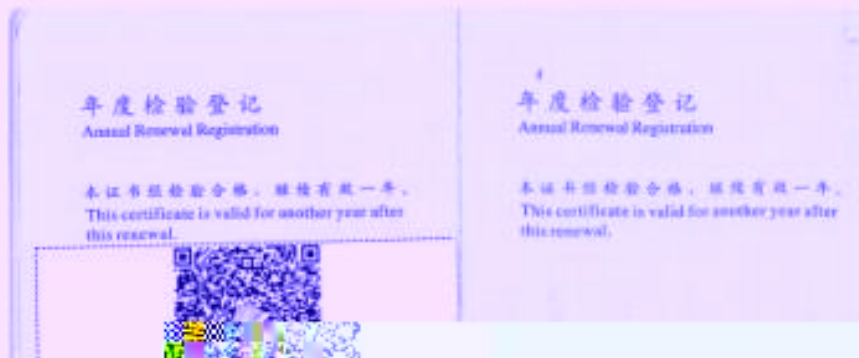 年度检验登记
Annual Renewal Registration
本证书经检验合格，继续有效一年。
This certificate is valid for another year after
this renewal.
年度检验登记
Annual Renewal Registration
本证书经检验合格，继续有效一年。
This certificate is valid for another year after
this renewal.